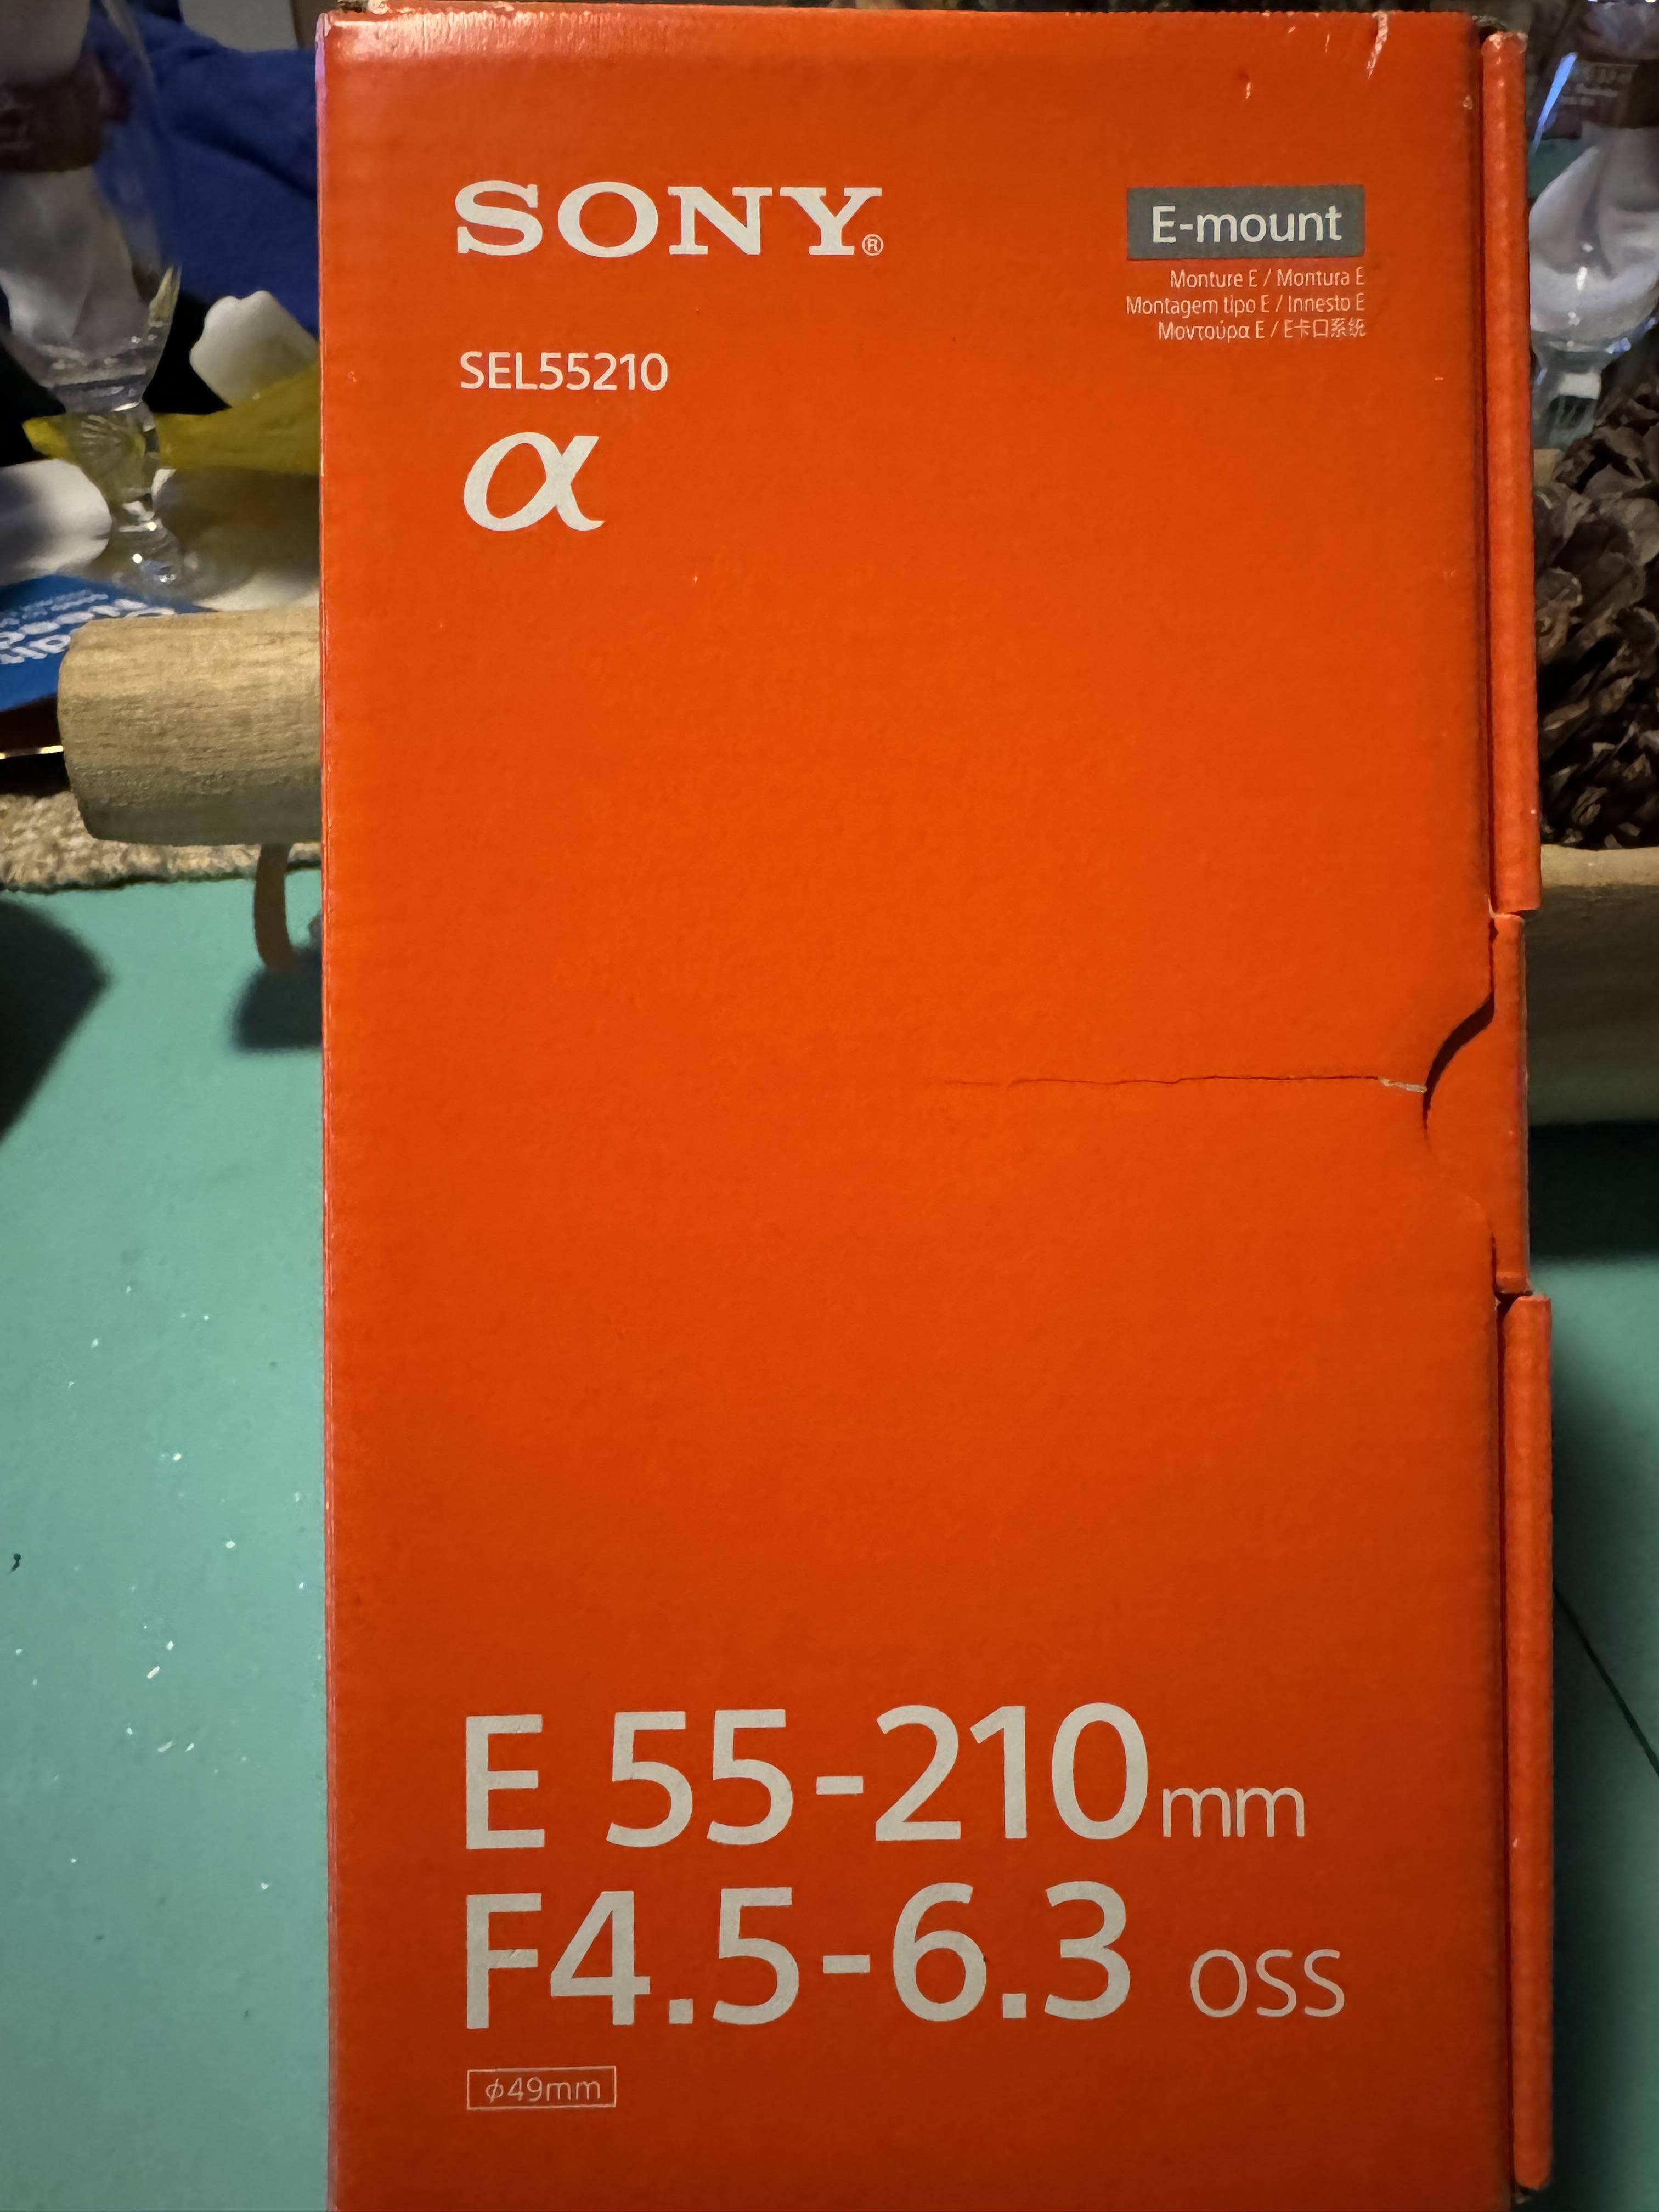 SONY®
E-mount
Monture E / Montura E
Montagem tipo E / Innesto E
Μοντούρα E / E卡口系统
SEL55210
α
E 55-210mm
F4.5-6.3 OSS
ϕ49mm